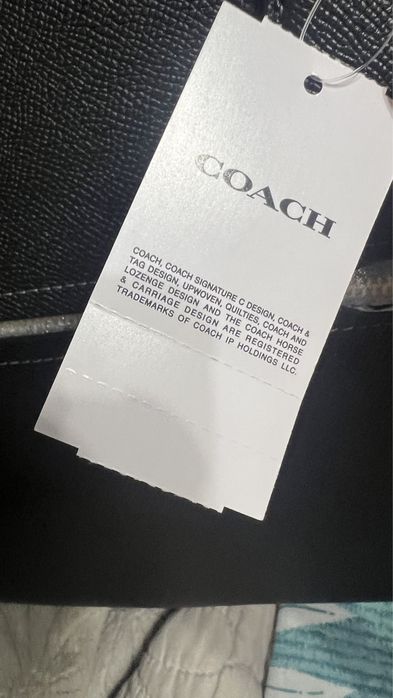 COACH
COACH, COACH SIGNATURE C DESIGN, COACH &
TAG DESIGN, UPWOVEN, QUILTIES, COACH AND
LOZENGE DESIGN AND THE COACH HORSE
& CARRIAGE DESIGN ARE REGISTERED
TRADEMARKS OF COACH IP HOLDINGS LLC.